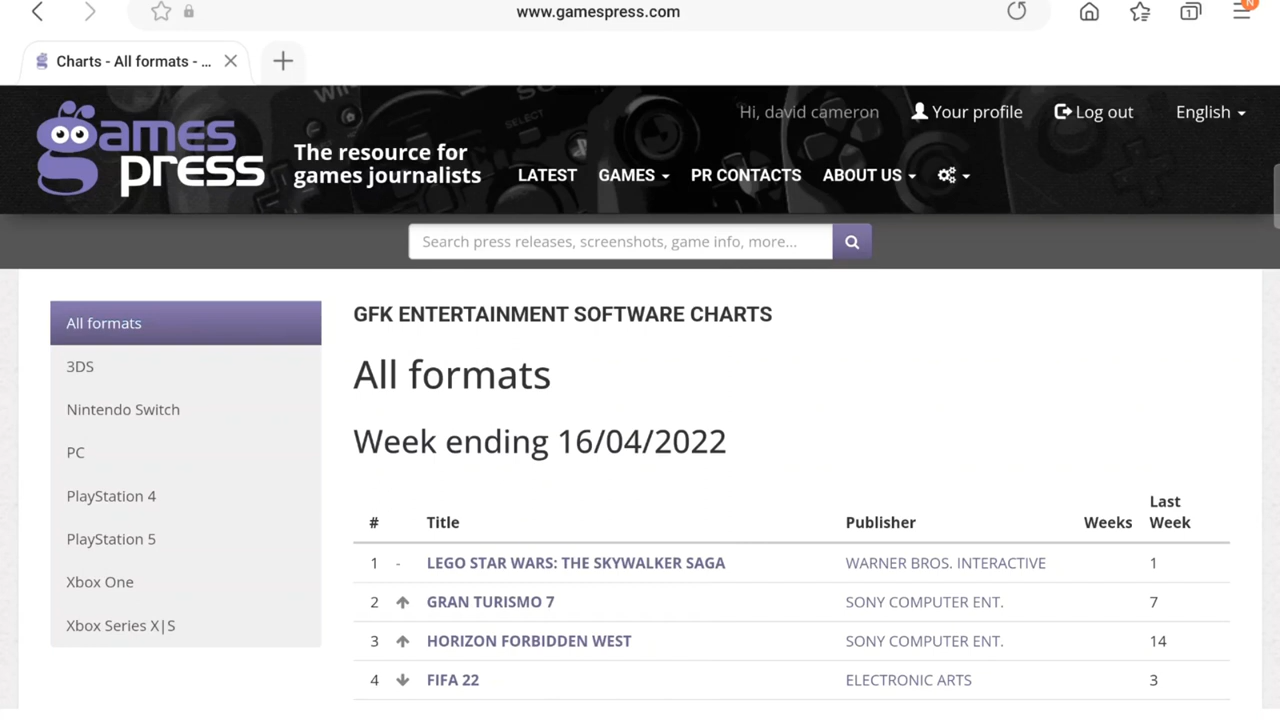 www.gamespress.com
1
N
Charts - All formats - ...
Hi, david cameron
Your profile
Log out
English
games press
The resource for
games journalists
LATEST
GAMES
PR CONTACTS
ABOUT US
SELECT
Search press releases, screenshots, game info, more...
All formats
3DS
Nintendo Switch
PC
PlayStation 4
PlayStation 5
Xbox One
Xbox Series X|S
GFK ENTERTAINMENT SOFTWARE CHARTS
All formats
Week ending 16/04/2022
# Title Publisher Weeks Last Week
1 - LEGO STAR WARS: THE SKYWALKER SAGA WARNER BROS. INTERACTIVE 1
2 GRAN TURISMO 7 SONY COMPUTER ENT. 7
3 HORIZON FORBIDDEN WEST SONY COMPUTER ENT. 14
4 FIFA 22 ELECTRONIC ARTS 3